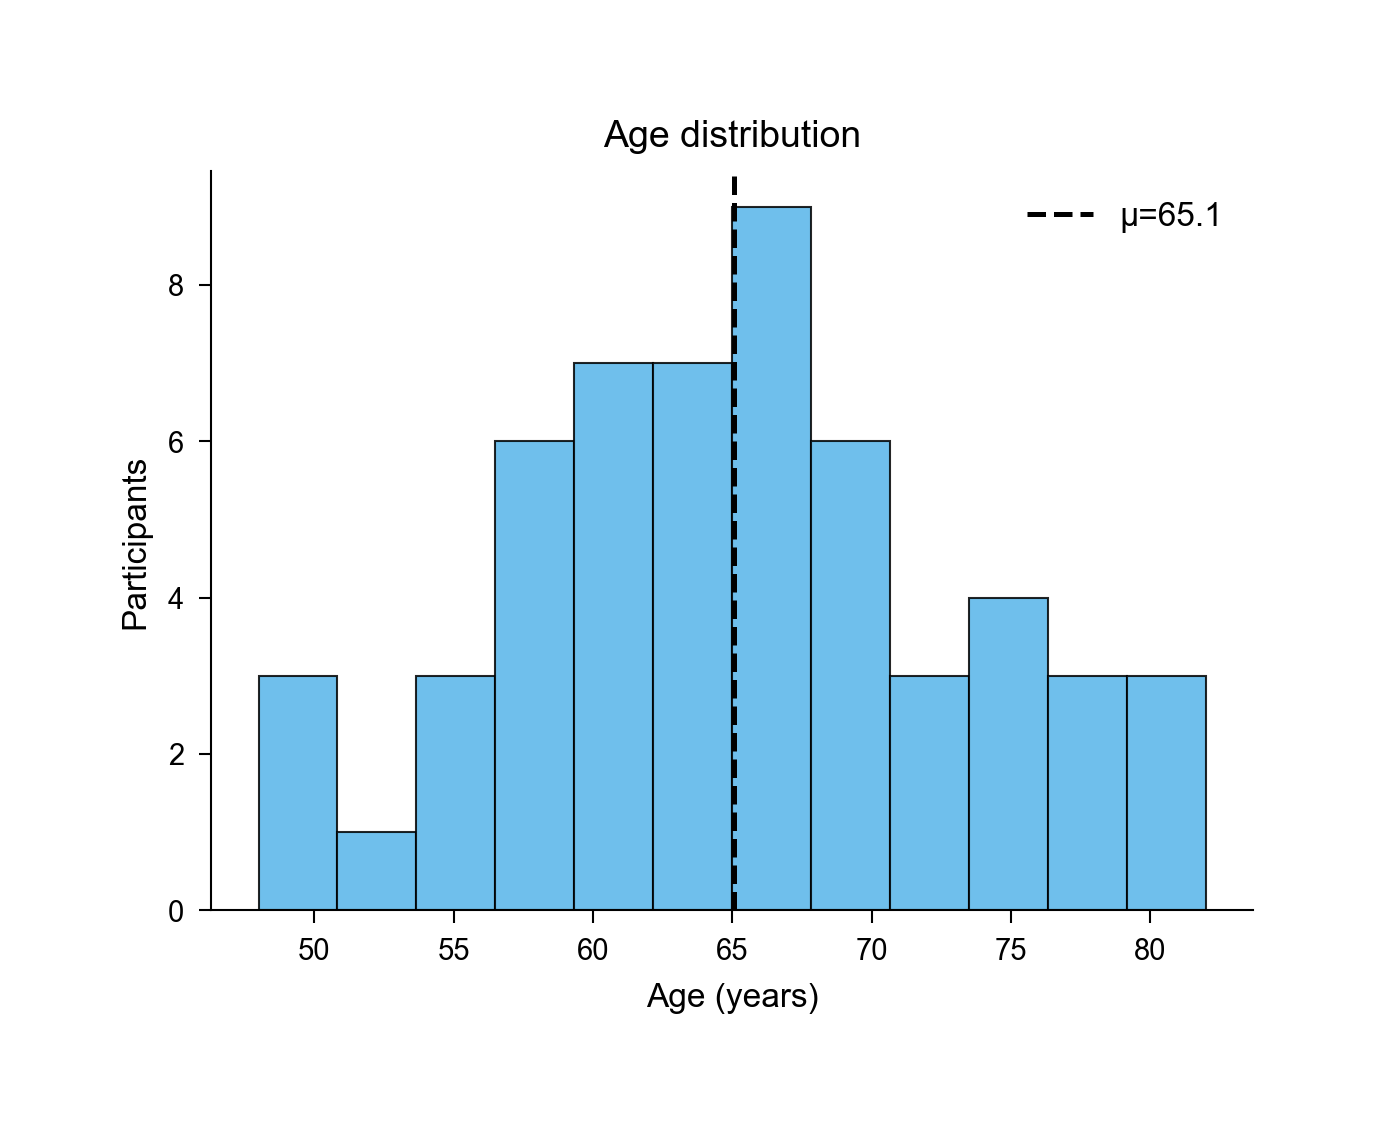 Age distribution
μ=65.1
8
6
4
2
0
Participants
50 55 60 65 70 75 80
Age (years)